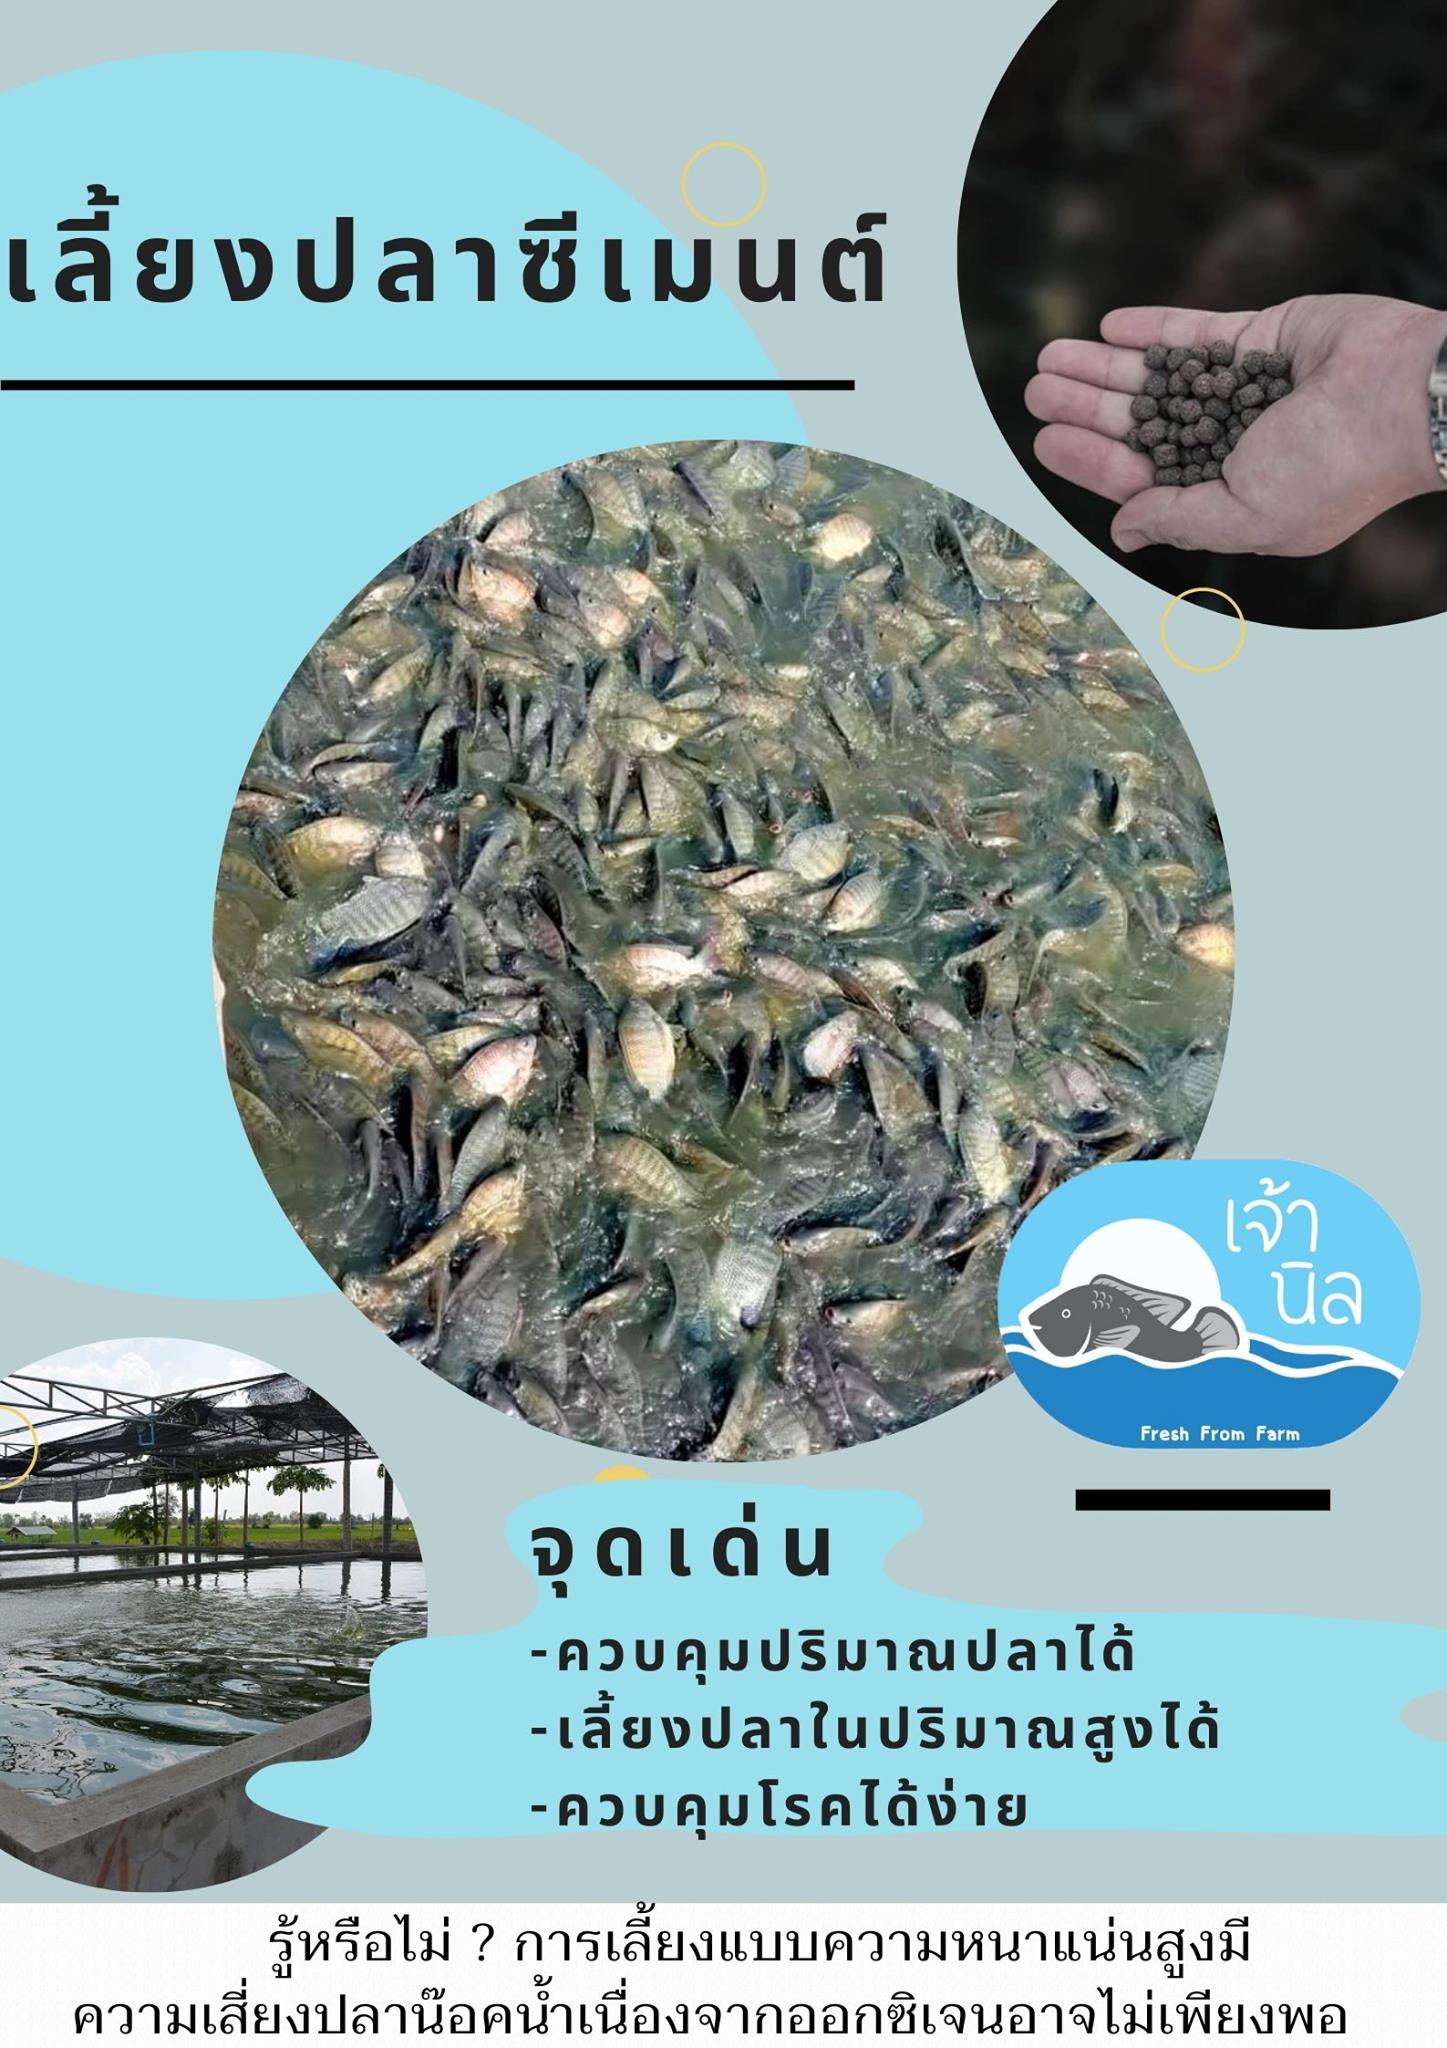 เลี้ยงปลาซีเมนต์
เจ้า
นิล
Fresh From Farm
จุดเด่น
-ควบคุมปริมาณปลาได้
-เลี้ยงปลาในปริมาณสูงได้
-ควบคุมโรคได้ง่าย
รู้หรือไม่ ? การเลี้ยงแบบความหนาแน่นสูงมี
ความเสี่ยงปลาน๊อคน้ำเนื่องจากออกซิเจนอาจไม่เพียงพอ